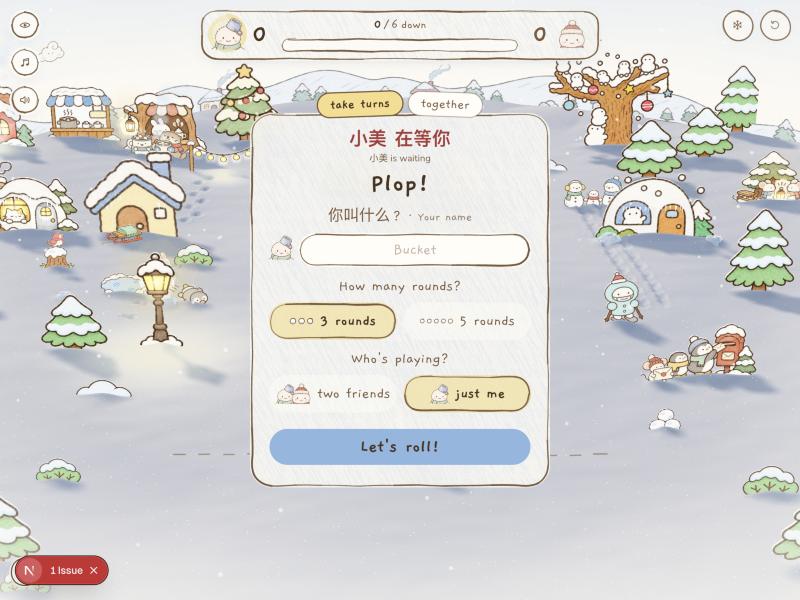 0
0/6 down
0
take turns
together
小美 在等你
小美 is waiting
Plop!
你叫什么？ · Your name
Bucket
How many rounds?
3 rounds
5 rounds
Who's playing?
two friends
just me
Let's roll!
N
1 Issue